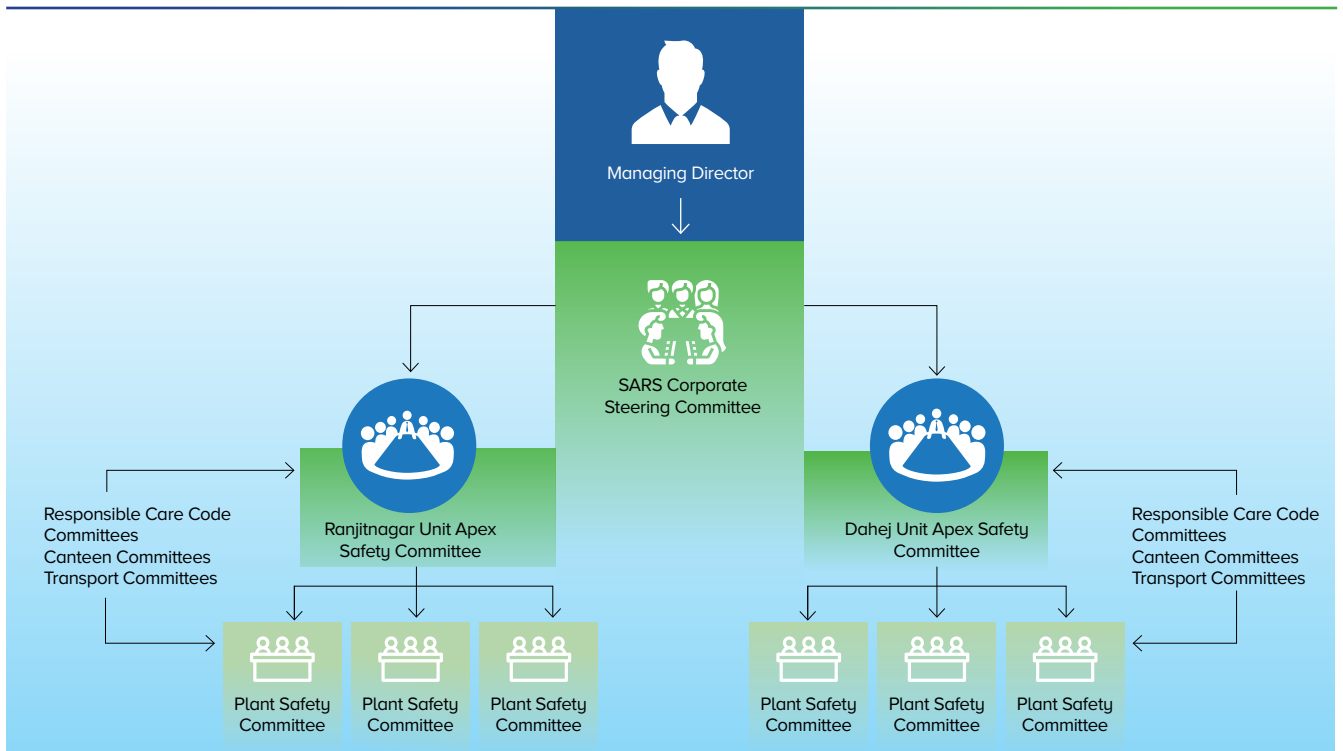 Managing Director
SARS Corporate
Steering Committee
Responsible Care Code
Committees
Canteen Committees
Transport Committees
Ranjitnagar Unit Apex
Safety Committee
Dahej Unit Apex Safety
Committee
Responsible Care Code
Committees
Canteen Committees
Transport Committees
Plant Safety
Committee
Plant Safety
Committee
Plant Safety
Committee
Plant Safety
Committee
Plant Safety
Committee
Plant Safety
Committee